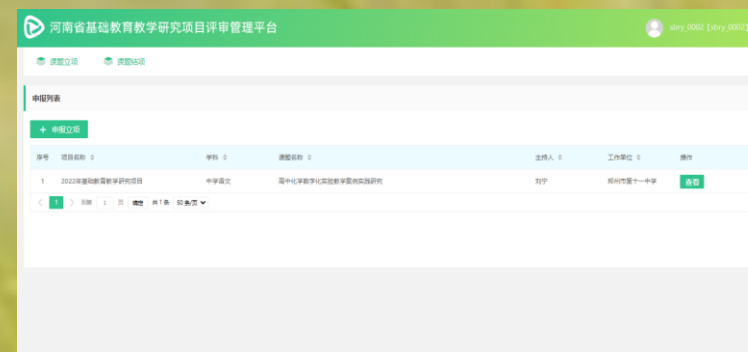 河南省基础教育教学研究项目评审管理平台
sbry_0002 [sbry_0002]
课题立项 课题结项
申报列表
+ 申报立项
序号 项目名称 学科 课题名称 主持人 工作单位 操作
1 2022年基础教育教学研究项目 中学语文 高中化学数字化实验教学案例实践研究 刘宁 郑州市第十一中学 查看
< 1 > 到第 1 页 确定 共 1 条 50 条/页